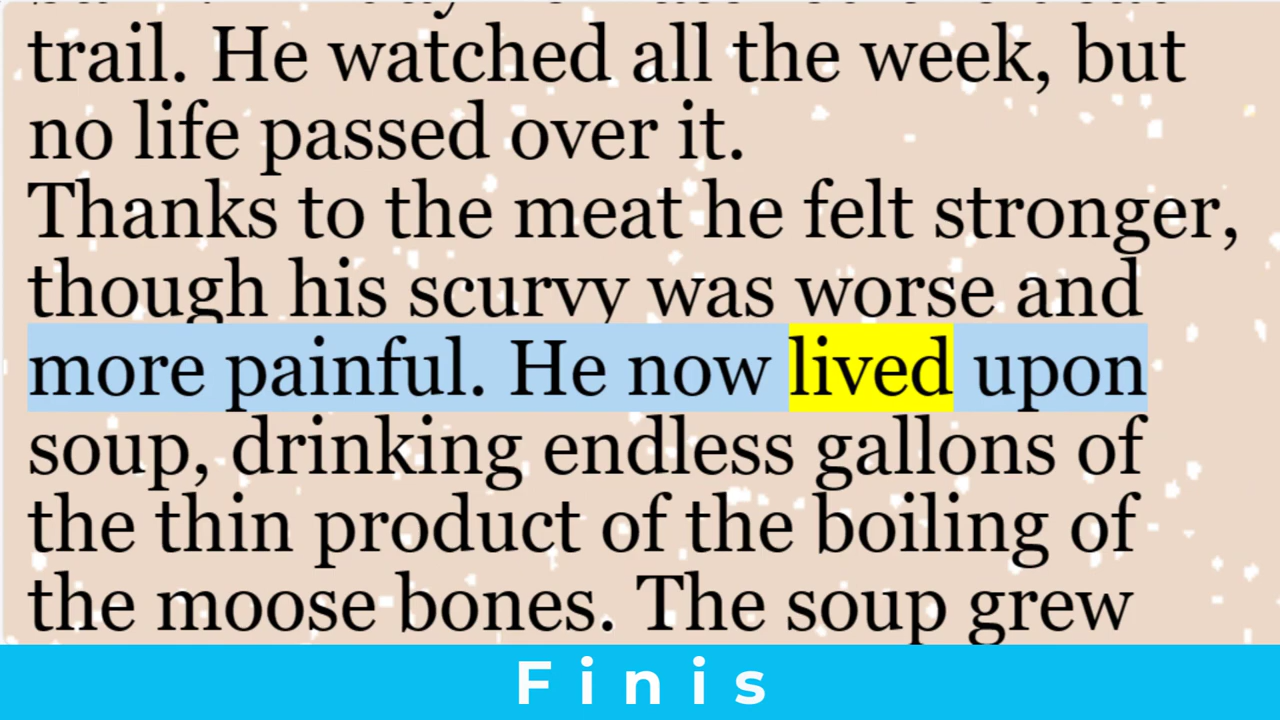 trail. He watched all the week, but
no life passed over it.
Thanks to the meat he felt stronger,
though his scurvy was worse and
more painful. He now lived upon
soup, drinking endless gallons of
the thin product of the boiling of
the moose bones. The soup grew
Finis